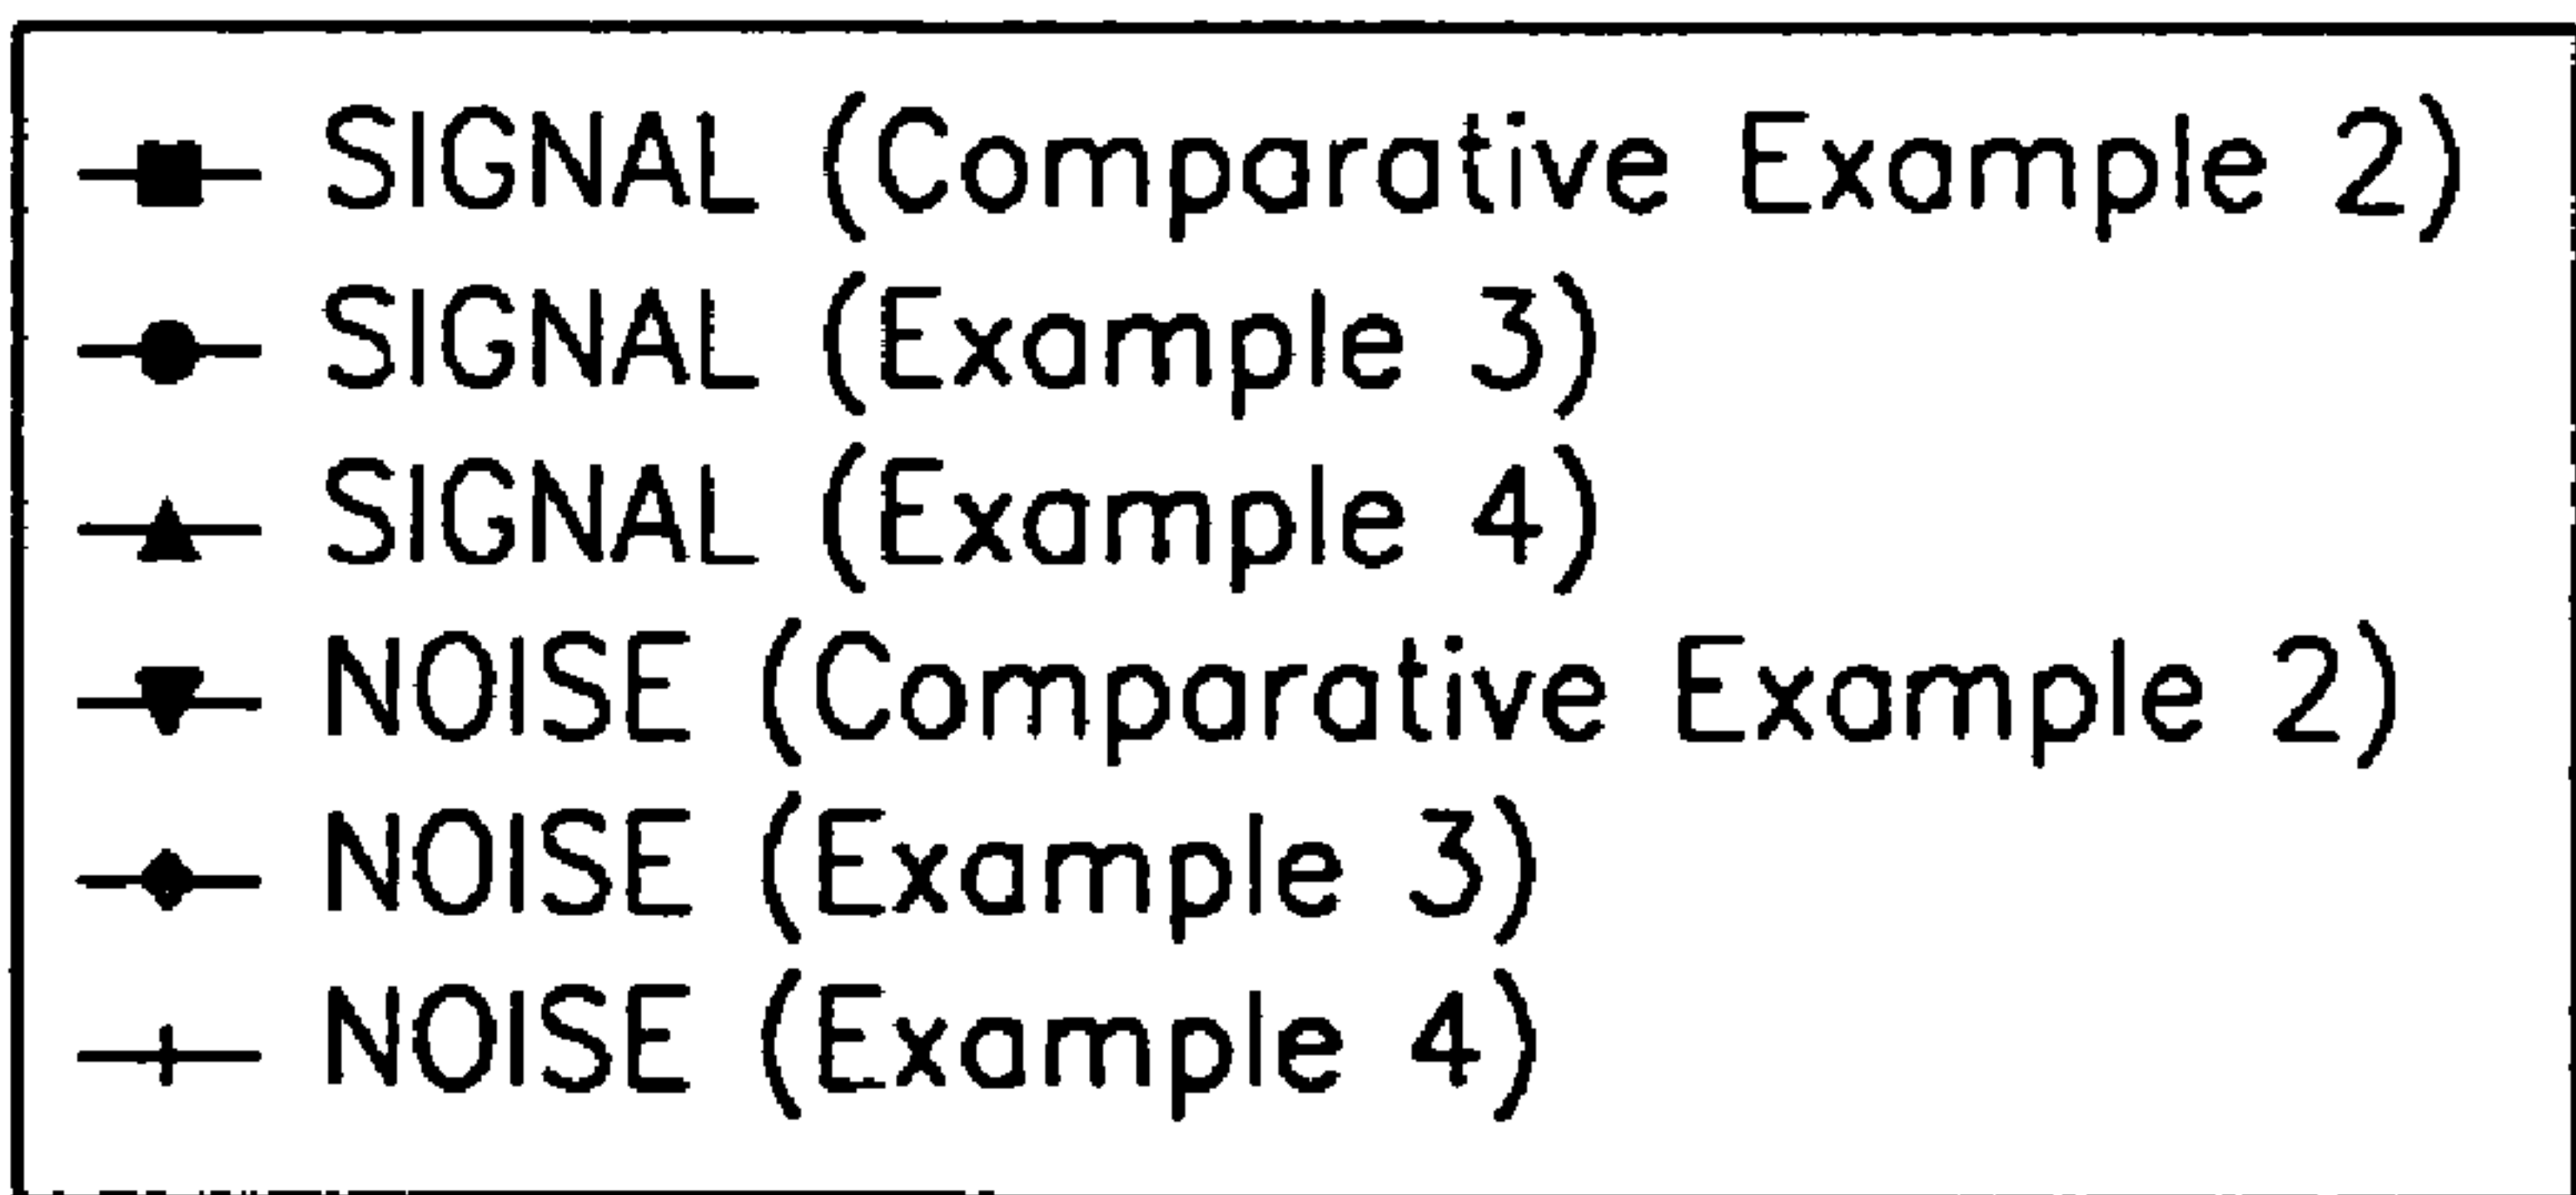 SIGNAL (Comparative Example 2)
SIGNAL (Example 3)
SIGNAL (Example 4)
NOISE (Comparative Example 2)
NOISE (Example 3)
NOISE (Example 4)